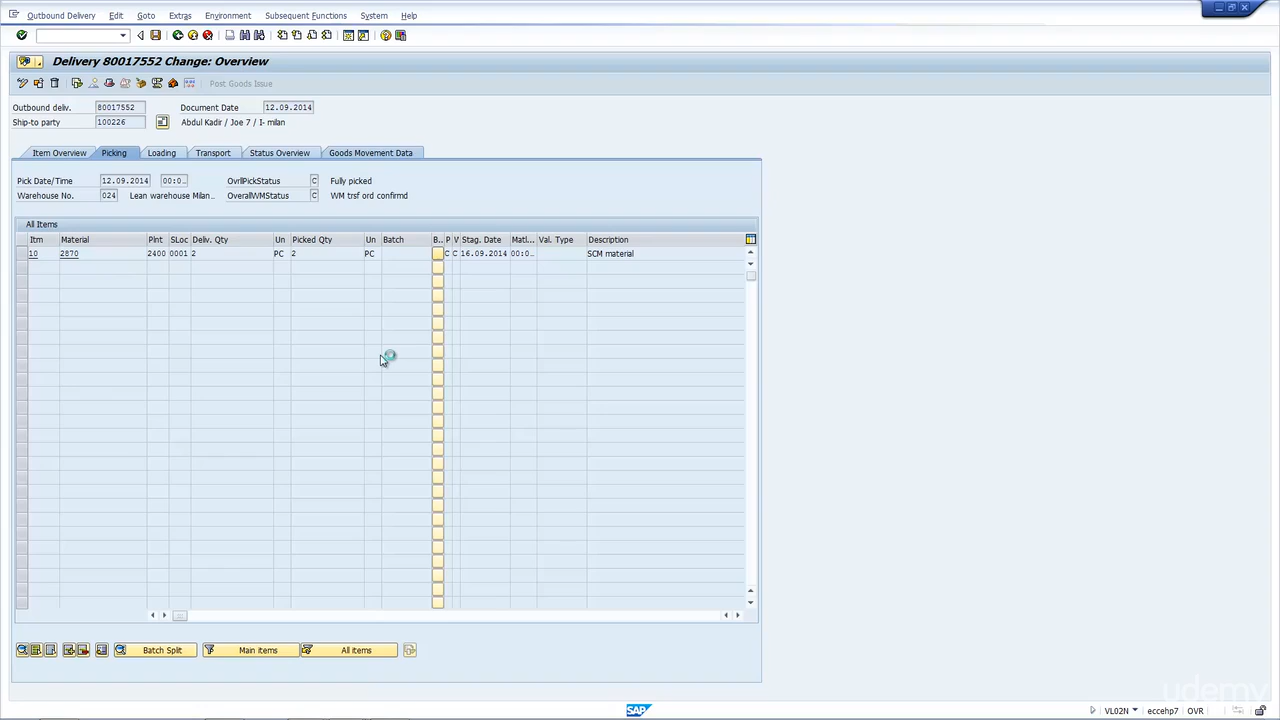 Outbound Delivery Edit Goto Extras Environment Subsequent Functions System Help
Delivery 80017552 Change: Overview
Post Goods Issue
Outbound deliv. 80017552 Document Date 12.09.2014
Ship-to party 100226 Abdul Kadir / Joe 7 / I- milan
Item Overview Picking Loading Transport Status Overview Goods Movement Data
Pick Date/Time 12.09.2014 00:0.. OvrllPickStatus C Fully picked
Warehouse No. 024 Lean warehouse Milan.. OverallWMStatus C WM trsf ord confirmd
All Items
Itm Material Plnt SLoc Deliv. Qty Un Picked Qty Un Batch B.. P V Stag. Date Matl... Val. Type Description
10 2870 2400 0001 2 PC 2 PC C C 16.09.2014 00:0.. SCM material
Batch Split Main items All items
udemy
SAP VL02N eccehp7 OVR